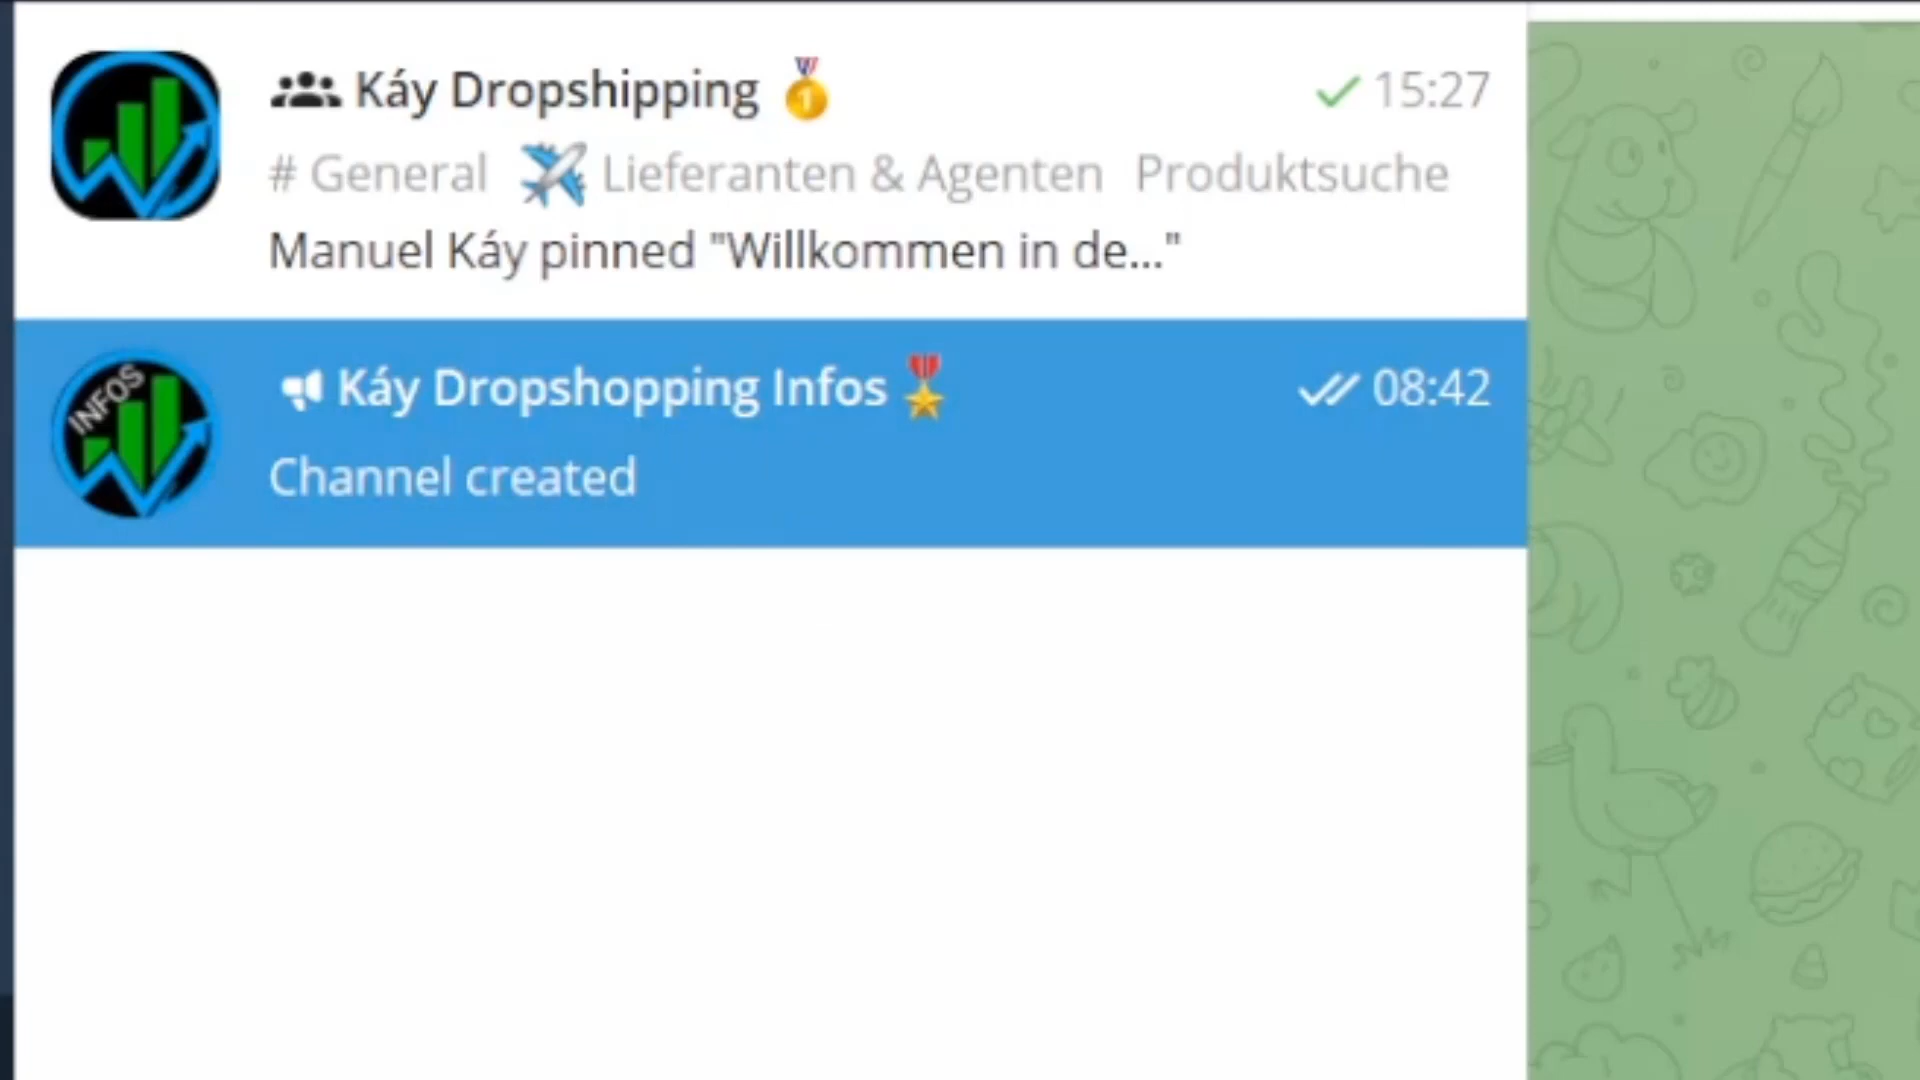 Káy Dropshipping 🥇 15:27
# General ✈️ Lieferanten & Agenten Produktsuche
Manuel Káy pinned "Willkommen in de..."
INFOS
Káy Dropshopping Infos 🎖️ 08:42
Channel created